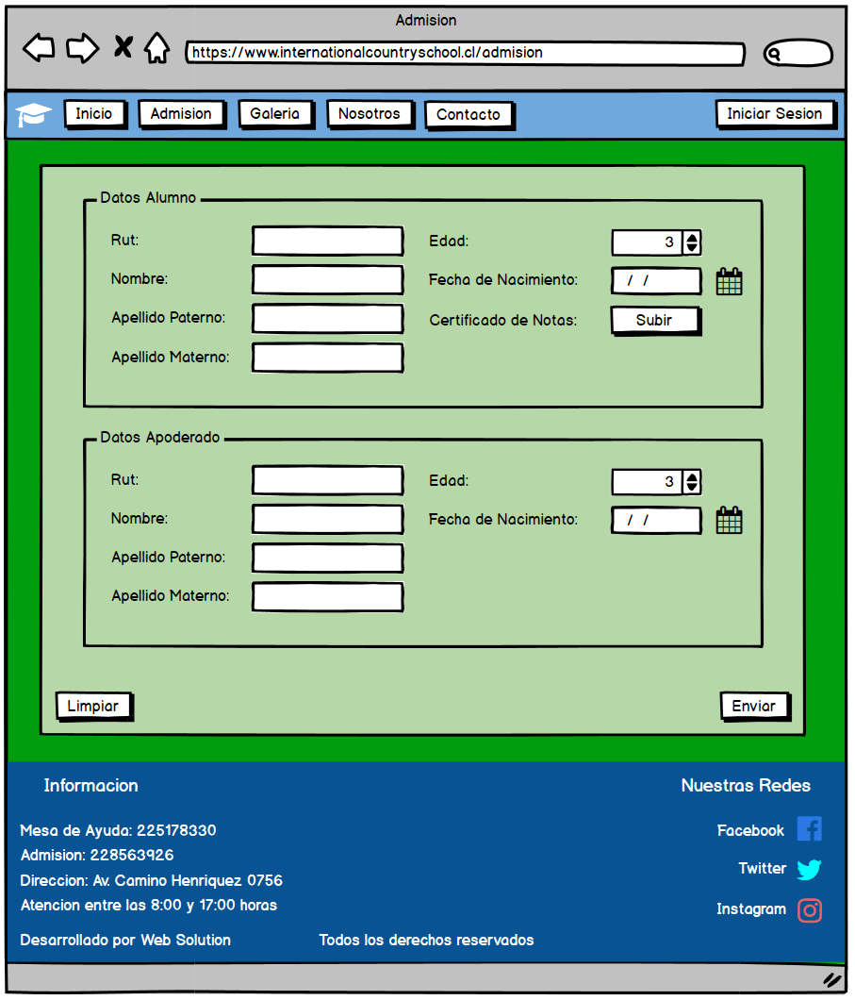 Admision
https://www.internationalcountryschool.cl/admision
Inicio Admision Galeria Nosotros Contacto Iniciar Sesion
Datos Alumno
Rut: Edad: 3
Nombre: Fecha de Nacimiento: / /
Apellido Paterno: Certificado de Notas: Subir
Apellido Materno:
Datos Apoderado
Rut: Edad: 3
Nombre: Fecha de Nacimiento: / /
Apellido Paterno:
Apellido Materno:
Limpiar Enviar
Informacion Nuestras Redes
Mesa de Ayuda: 225178330 Facebook
Admision: 228563926 Twitter
Direccion: Av. Camino Henriquez 0756
Atencion entre las 8:00 y 17:00 horas Instagram
Desarrollado por Web Solution Todos los derechos reservados